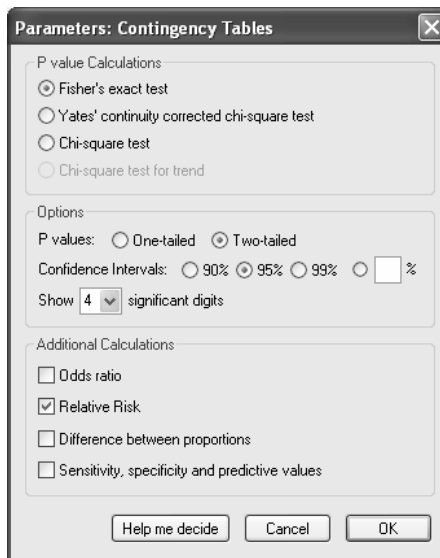 Parameters: Contingency Tables
P value Calculations
Fisher's exact test
Yates' continuity corrected chi-square test
Chi-square test
Chi-square test for trend
Options
P values: One-tailed Two-tailed
Confidence Intervals: 90% 95% 99% %
Show 4 significant digits
Additional Calculations
Odds ratio
Relative Risk
Difference between proportions
Sensitivity, specificity and predictive values
Help me decide Cancel OK